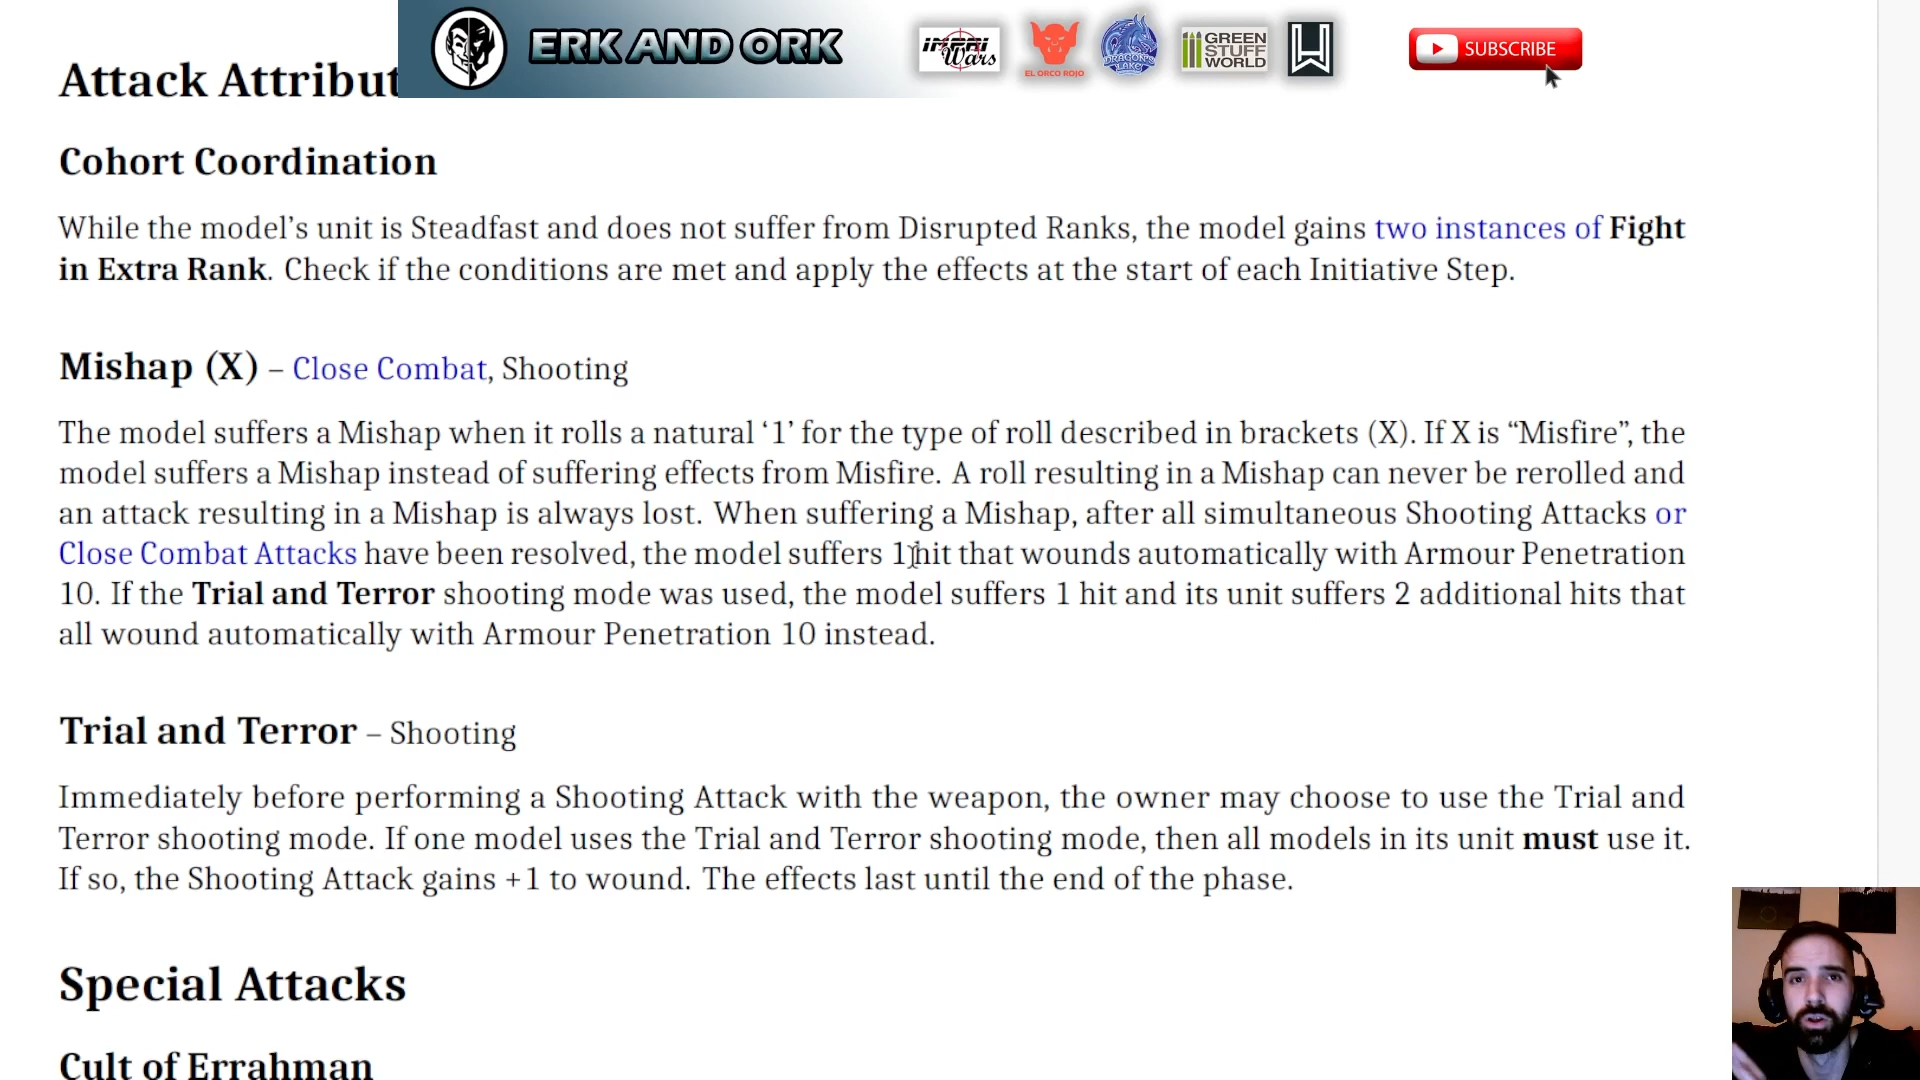 ERK AND ORK
IMPRI Wars
EL ORCO ROJO
DRAGON'S LAKE
GREEN STUFF WORLD
SUBSCRIBE
Attack Attribut
Cohort Coordination
While the model’s unit is Steadfast and does not suffer from Disrupted Ranks, the model gains two instances of Fight
in Extra Rank. Check if the conditions are met and apply the effects at the start of each Initiative Step.
Mishap (X) – Close Combat, Shooting
The model suffers a Mishap when it rolls a natural ‘1’ for the type of roll described in brackets (X). If X is “Misfire”, the
model suffers a Mishap instead of suffering effects from Misfire. A roll resulting in a Mishap can never be rerolled and
an attack resulting in a Mishap is always lost. When suffering a Mishap, after all simultaneous Shooting Attacks or
Close Combat Attacks have been resolved, the model suffers 1 hit that wounds automatically with Armour Penetration
10. If the Trial and Terror shooting mode was used, the model suffers 1 hit and its unit suffers 2 additional hits that
all wound automatically with Armour Penetration 10 instead.
Trial and Terror – Shooting
Immediately before performing a Shooting Attack with the weapon, the owner may choose to use the Trial and
Terror shooting mode. If one model uses the Trial and Terror shooting mode, then all models in its unit must use it.
If so, the Shooting Attack gains +1 to wound. The effects last until the end of the phase.
Special Attacks
Cult of Errahman